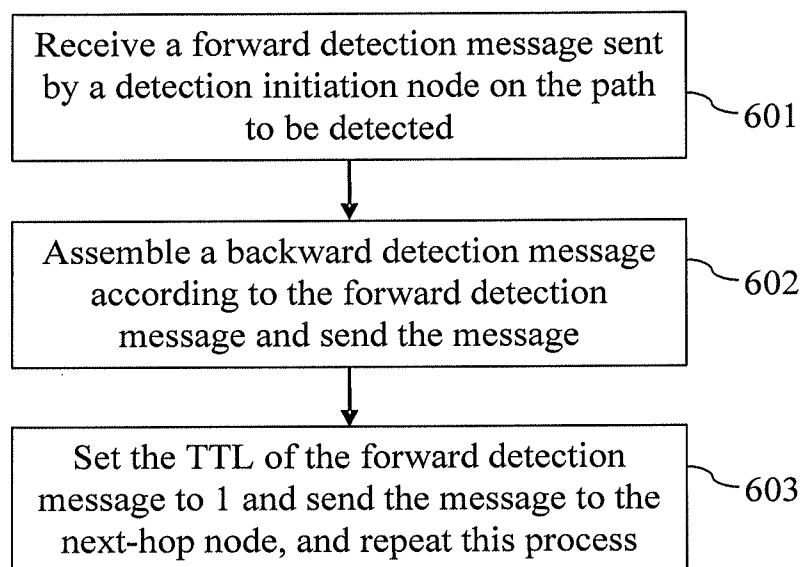 Receive a forward detection message sent
by a detection initiation node on the path
to be detected
601
Assemble a backward detection message
according to the forward detection
message and send the message
602
Set the TTL of the forward detection
message to 1 and send the message to the
next-hop node, and repeat this process
603